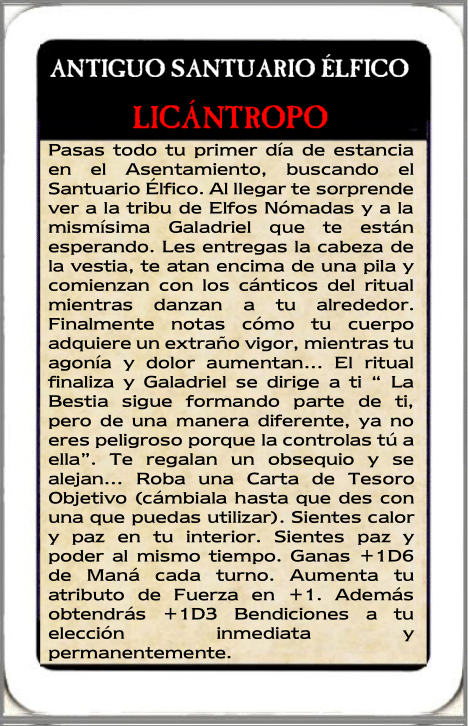 ANTIGUO SANTUARIO ÉLFICO
LICÁNTROPO
Pasas todo tu primer día de estancia
en el Asentamiento, buscando el
Santuario Élfico. Al llegar te sorprende
ver a la tribu de Elfos Nómadas y a la
mismísima Galadriel que te están
esperando. Les entregas la cabeza de
la vestia, te atan encima de una pila y
comienzan con los cánticos del ritual
mientras danzan a tu alrededor.
Finalmente notas cómo tu cuerpo
adquiere un extraño vigor, mientras tu
agonía y dolor aumentan... El ritual
finaliza y Galadriel se dirige a ti “ La
Bestia sigue formando parte de ti,
pero de una manera diferente, ya no
eres peligroso porque la controlas tú a
ella”. Te regalan un obsequio y se
alejan... Roba una Carta de Tesoro
Objetivo (cámbiala hasta que des con
una que puedas utilizar). Sientes calor
y paz en tu interior. Sientes paz y
poder al mismo tiempo. Ganas +1D6
de Maná cada turno. Aumenta tu
atributo de Fuerza en +1. Además
obtendrás +1D3 Bendiciones a tu
elección inmediata y
permanentemente.